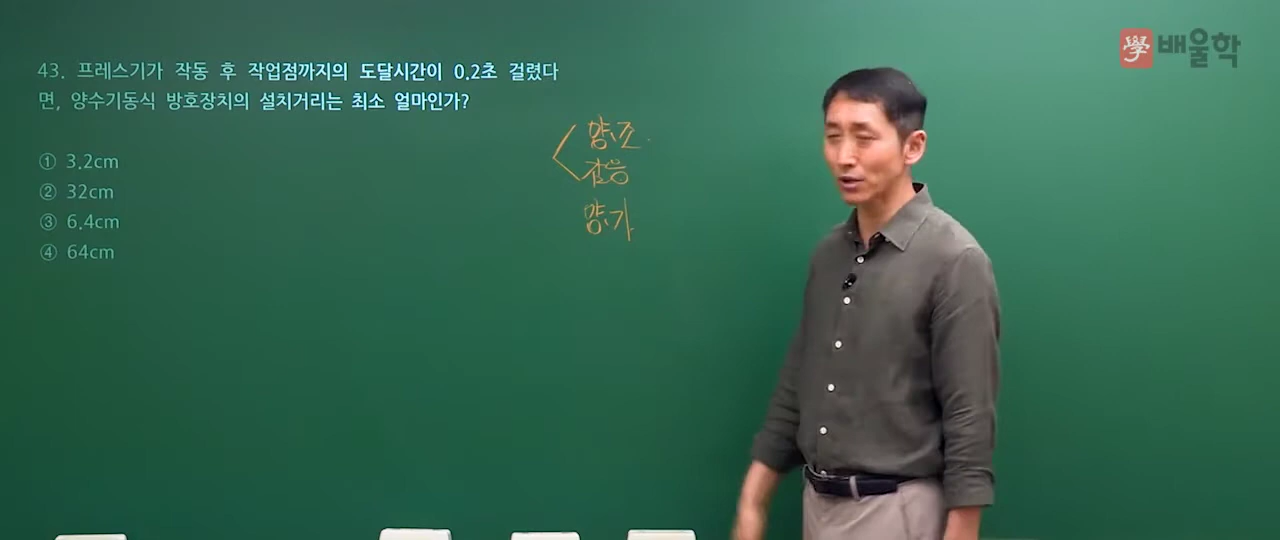 43. 프레스기가 작동 후 작업점까지의 도달시간이 0.2초 걸렸다
면, 양수기동식 방호장치의 설치거리는 최소 얼마인가?
① 3.2cm
② 32cm
③ 6.4cm
④ 64cm
양.조.
감응
양.기
學 배울학